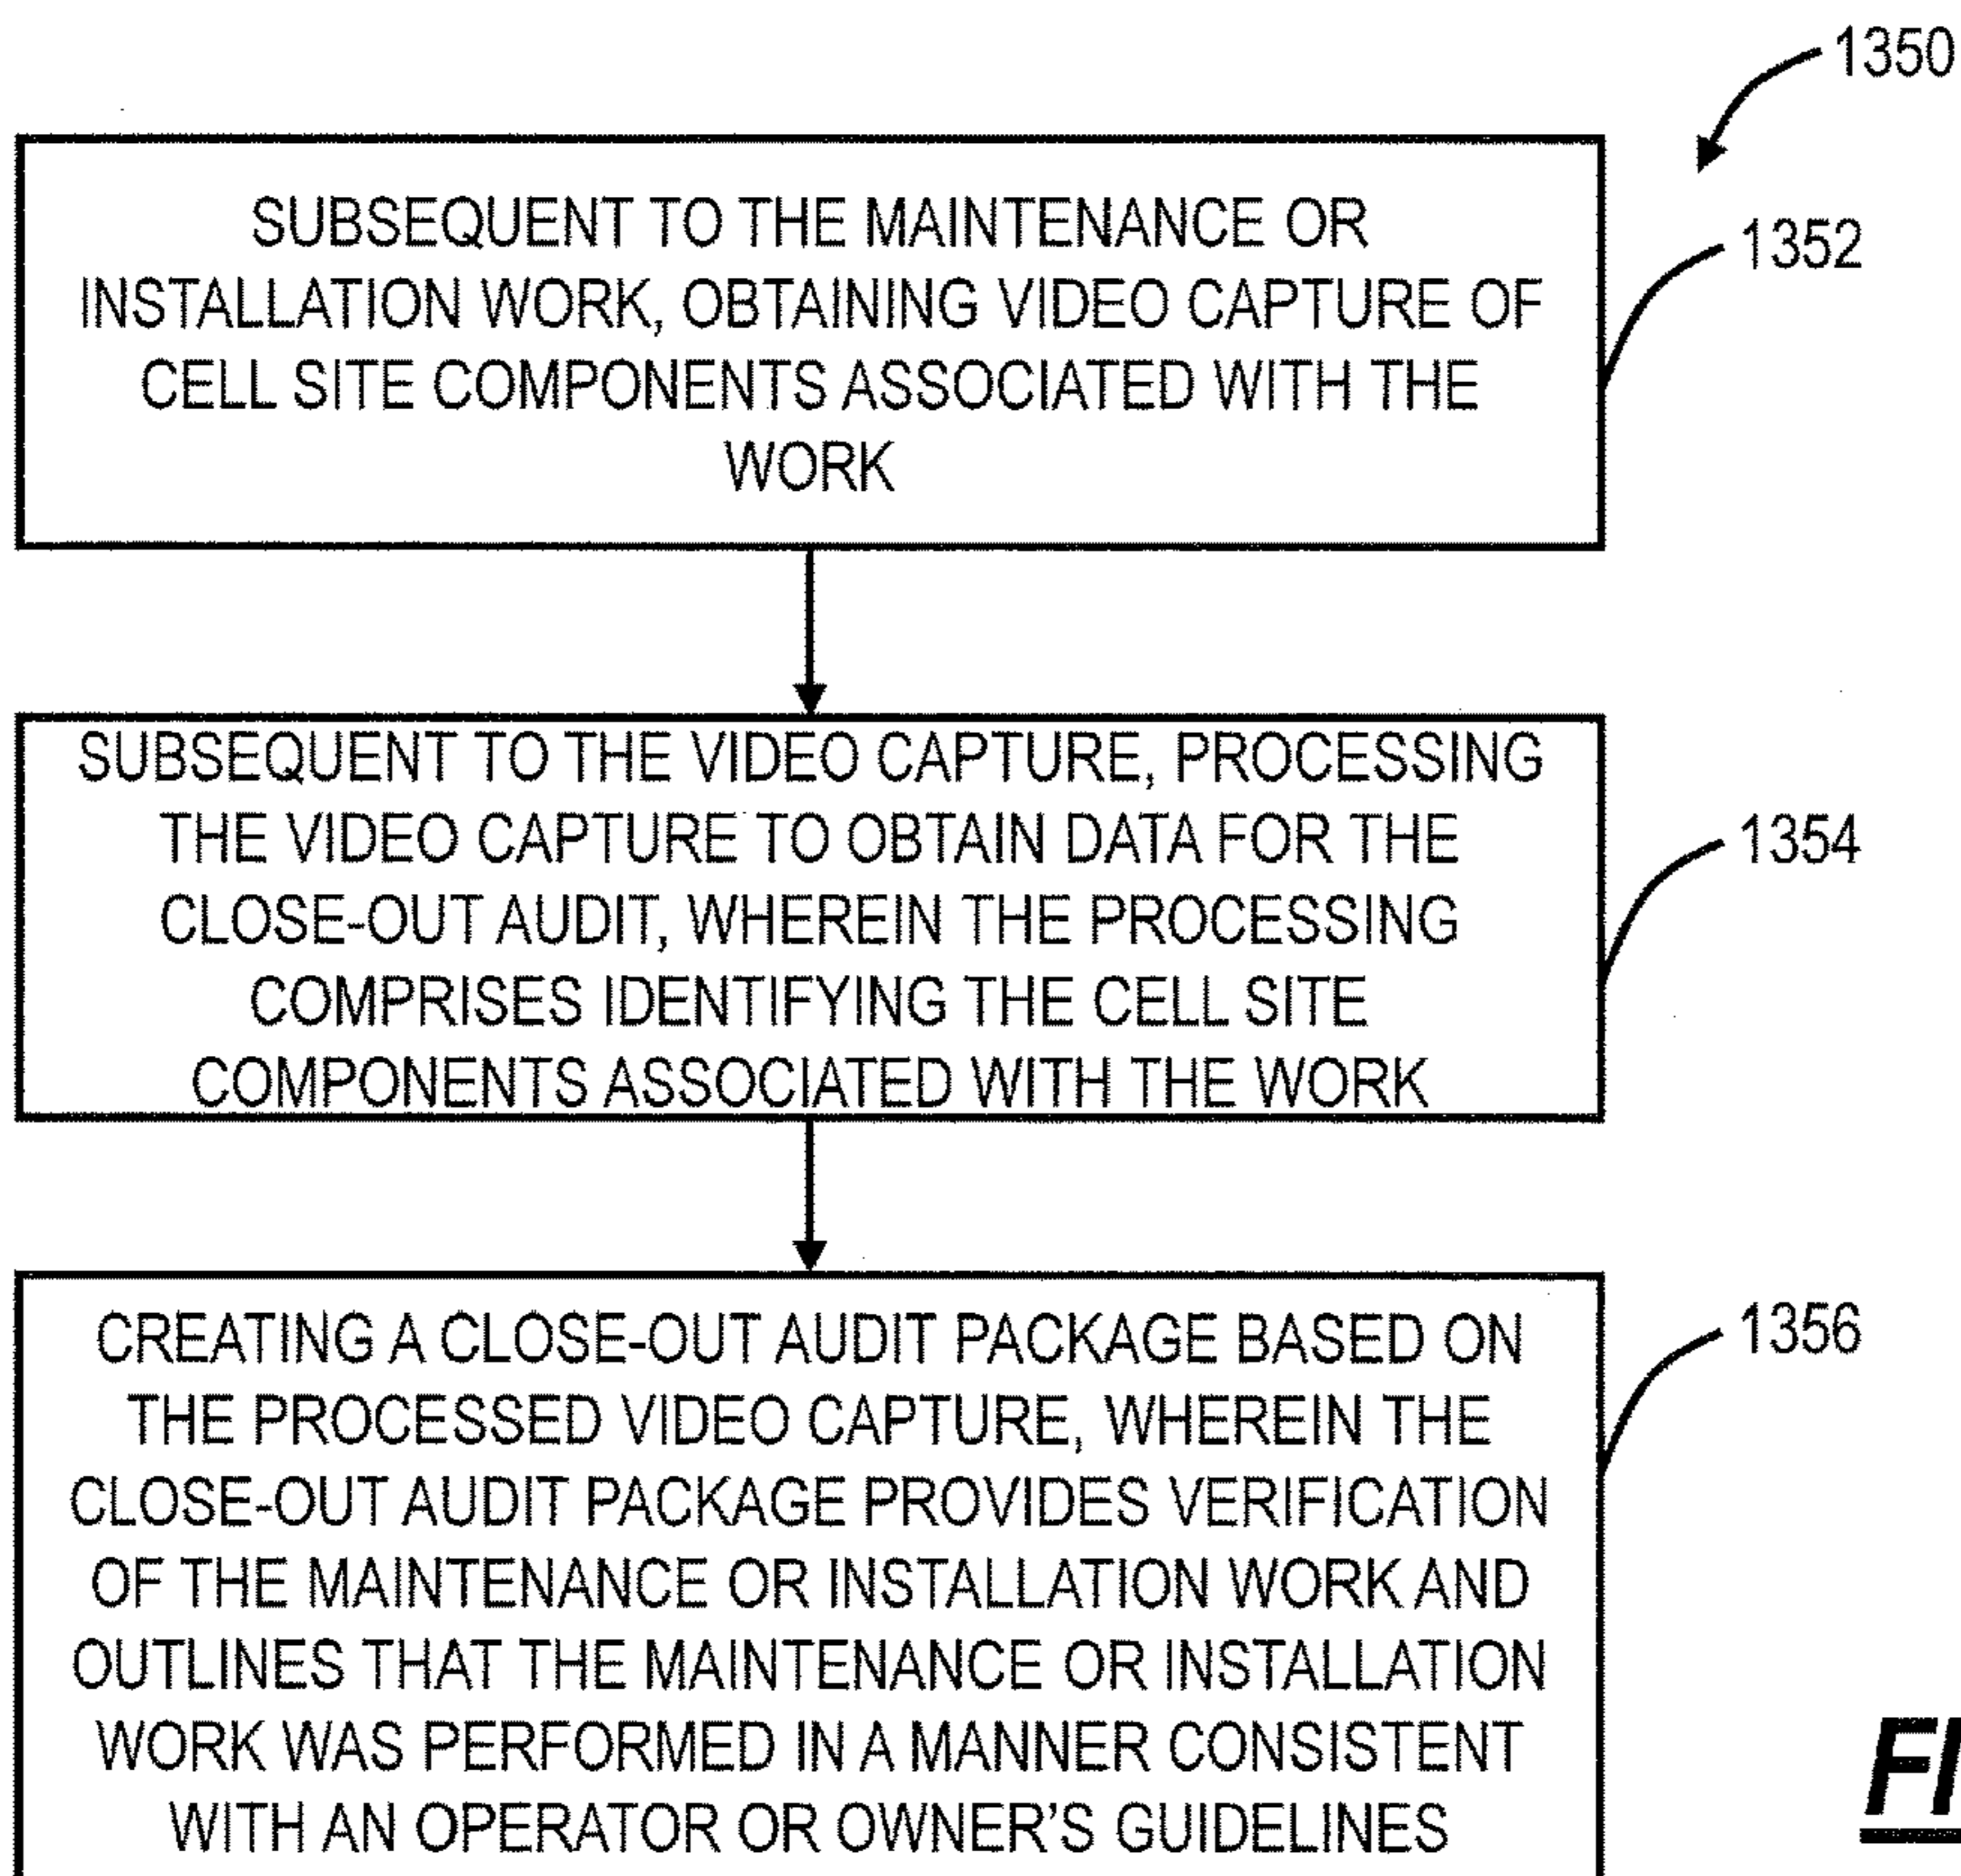 1350
SUBSEQUENT TO THE MAINTENANCE OR
INSTALLATION WORK, OBTAINING VIDEO CAPTURE OF
CELL SITE COMPONENTS ASSOCIATED WITH THE
WORK
1352
SUBSEQUENT TO THE VIDEO CAPTURE, PROCESSING
THE VIDEO CAPTURE TO OBTAIN DATA FOR THE
CLOSE-OUT AUDIT, WHEREIN THE PROCESSING
COMPRISES IDENTIFYING THE CELL SITE
COMPONENTS ASSOCIATED WITH THE WORK
1354
CREATING A CLOSE-OUT AUDIT PACKAGE BASED ON
THE PROCESSED VIDEO CAPTURE, WHEREIN THE
CLOSE-OUT AUDIT PACKAGE PROVIDES VERIFICATION
OF THE MAINTENANCE OR INSTALLATION WORK AND
OUTLINES THAT THE MAINTENANCE OR INSTALLATION
WORK WAS PERFORMED IN A MANNER CONSISTENT
WITH AN OPERATOR OR OWNER'S GUIDELINES
1356
FI